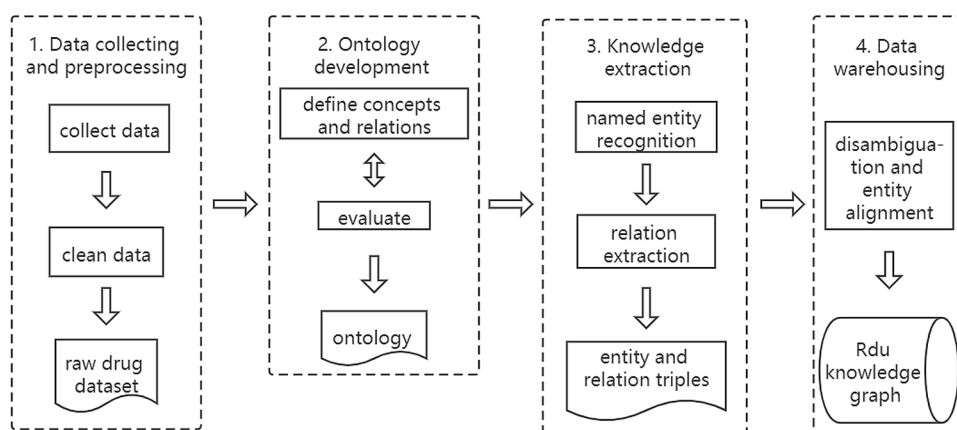 1. Data collecting
and preprocessing
collect data
clean data
raw drug
dataset
2. Ontology
development
define concepts
and relations
evaluate
ontology
3. Knowledge
extraction
named entity
recognition
relation
extraction
entity and
relation triples
4. Data
warehousing
disambigua-
tion and
entity
alignment
Rdu
knowledge
graph